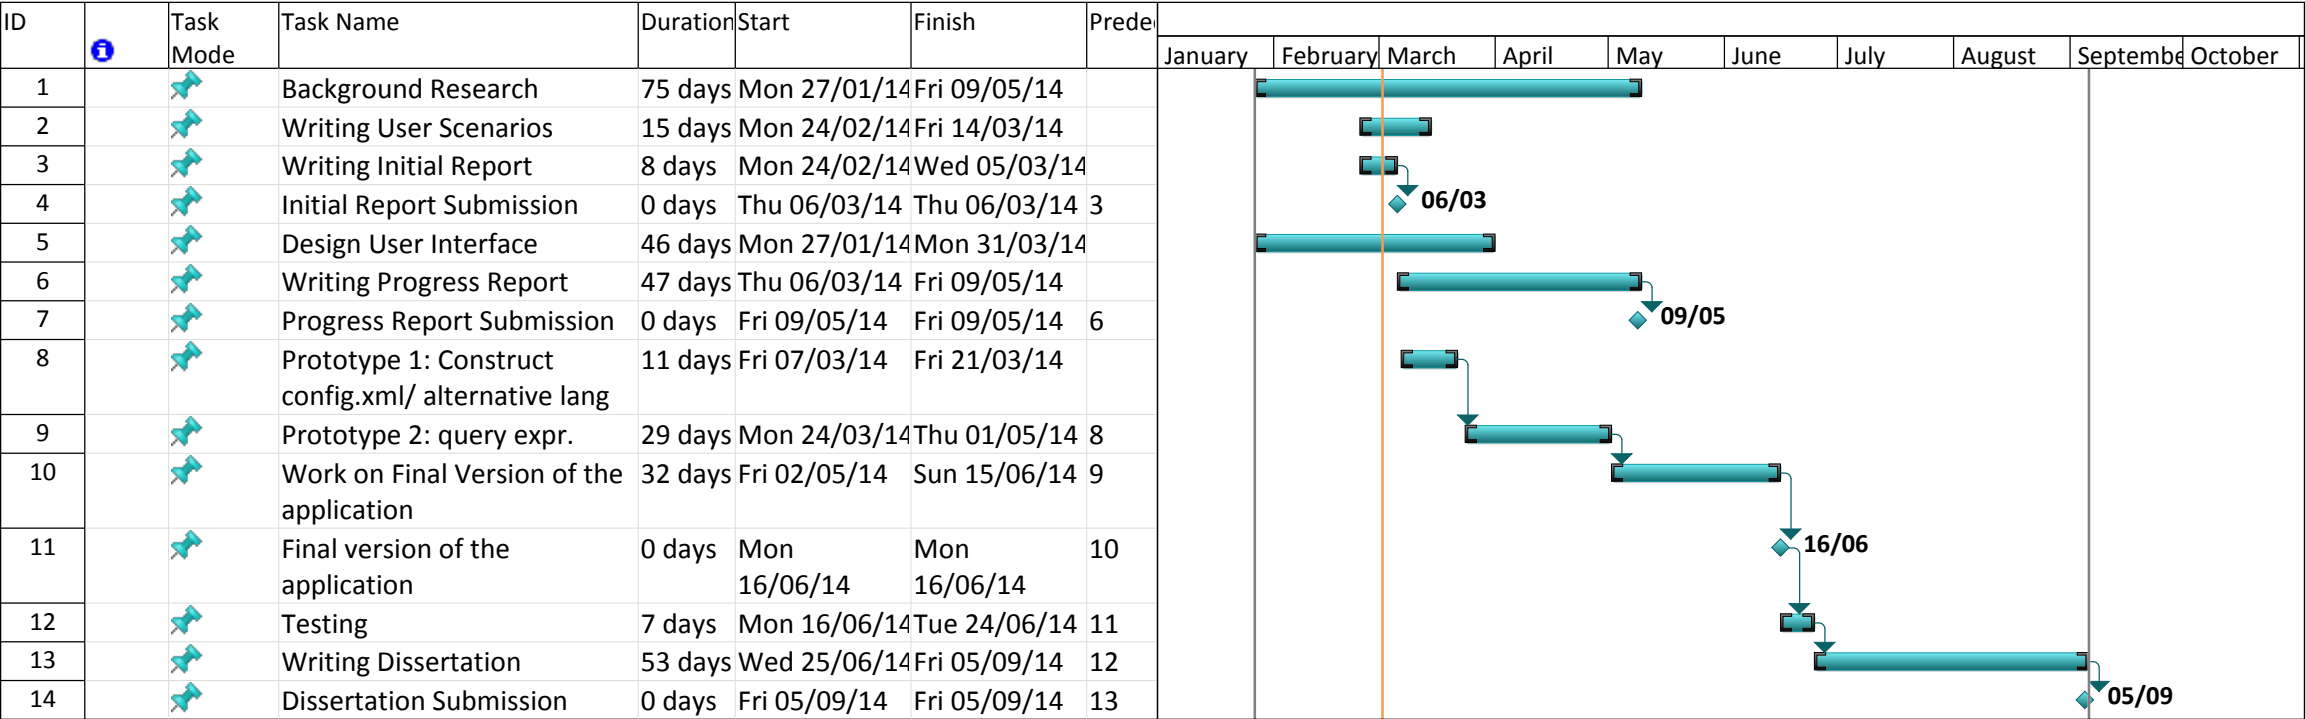 ID Task Mode Task Name Duration Start Finish Prede
January February March April May June July August Septembe October
1 Background Research 75 days Mon 27/01/14 Fri 09/05/14
2 Writing User Scenarios 15 days Mon 24/02/14 Fri 14/03/14
3 Writing Initial Report 8 days Mon 24/02/14 Wed 05/03/14
4 Initial Report Submission 0 days Thu 06/03/14 Thu 06/03/14 3 06/03
5 Design User Interface 46 days Mon 27/01/14 Mon 31/03/14
6 Writing Progress Report 47 days Thu 06/03/14 Fri 09/05/14
7 Progress Report Submission 0 days Fri 09/05/14 Fri 09/05/14 6 09/05
8 Prototype 1: Construct 11 days Fri 07/03/14 Fri 21/03/14
config.xml/ alternative lang
9 Prototype 2: query expr. 29 days Mon 24/03/14 Thu 01/05/14 8
10 Work on Final Version of the 32 days Fri 02/05/14 Sun 15/06/14 9
application
11 Final version of the 0 days Mon Mon 10 16/06
application 16/06/14 16/06/14
12 Testing 7 days Mon 16/06/14 Tue 24/06/14 11
13 Writing Dissertation 53 days Wed 25/06/14 Fri 05/09/14 12
14 Dissertation Submission 0 days Fri 05/09/14 Fri 05/09/14 13 05/09